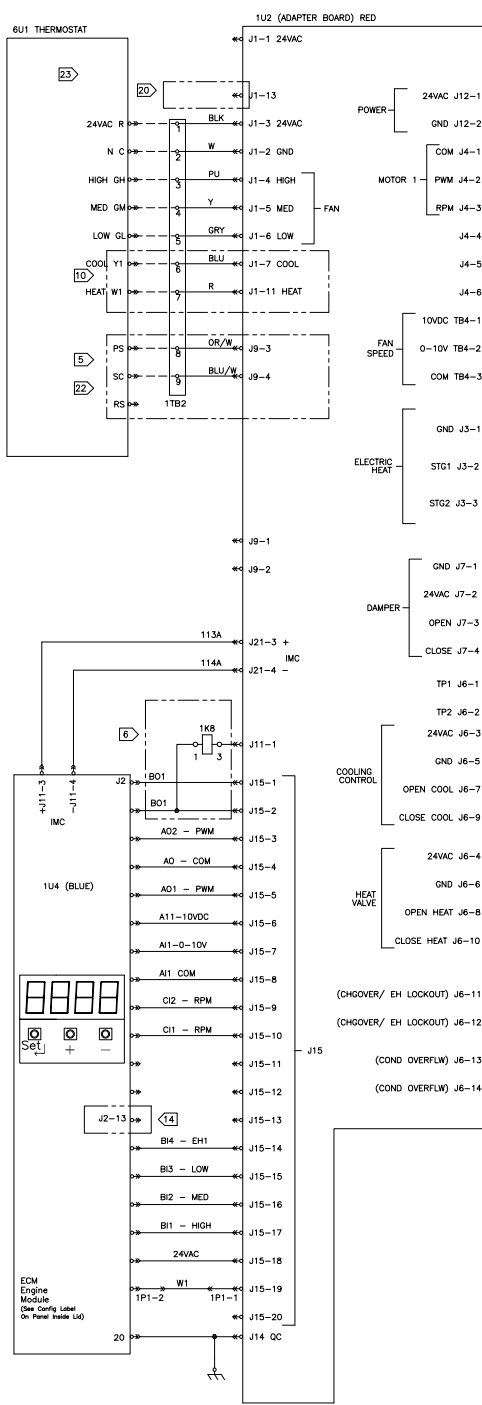 1U2 (ADAPTER BOARD) RED
6U1 THERMOSTAT
J1-1 24VAC
23
20
J1-13
24VAC R 1 BLK J1-3 24VAC
N C 2 W J1-2 GND
HIGH GH 3 PU J1-4 HIGH
MED GM 4 Y J1-5 MED
FAN
LOW GL 5 GRY J1-6 LOW
COOL Y1 6 BLU J1-7 COOL
10
HEAT W1 7 R J1-11 HEAT
PS 8 OR/W J9-3
5
SC 9 BLU/W J9-4
22
RS
1TB2
J9-1
J9-2
113A J21-3 +
IMC
114A J21-4 -
6
1K8
1 3
J11-1
+J11-3
-J11-4
IMC
J2 BO1 J15-1
BO1 J15-2
AO2 - PWM J15-3
AO - COM J15-4
1U4 (BLUE)
AO1 - PWM J15-5
A11-10VDC J15-6
AI1-0-10V J15-7
AI1 COM J15-8
8888
CI2 - RPM J15-9
CI1 - RPM J15-10
Set + -
J15
J15-11
J15-12
J2-13 14 J15-13
BI4 - EH1 J15-14
BI3 - LOW J15-15
BI2 - MED J15-16
BI1 - HIGH J15-17
24VAC J15-18
W1 J15-19
1P1-2 1P1-1
ECM
Engine
Module
(See Config Label
On Panel Inside Lid)
J15-20
20 J14 QC
POWER
24VAC J12-1
GND J12-2
MOTOR 1
COM J4-1
PWM J4-2
RPM J4-3
J4-4
J4-5
J4-6
FAN
SPEED
10VDC TB4-1
0-10V TB4-2
COM TB4-3
ELECTRIC
HEAT
GND J3-1
STG1 J3-2
STG2 J3-3
DAMPER
GND J7-1
24VAC J7-2
OPEN J7-3
CLOSE J7-4
TP1 J6-1
TP2 J6-2
COOLING
CONTROL
24VAC J6-3
GND J6-5
OPEN COOL J6-7
CLOSE COOL J6-9
HEAT
VALVE
24VAC J6-4
GND J6-6
OPEN HEAT J6-8
CLOSE HEAT J6-10
(CHGOVER/ EH LOCKOUT) J6-11
(CHGOVER/ EH LOCKOUT) J6-12
(COND OVERFLW) J6-13
(COND OVERFLW) J6-14